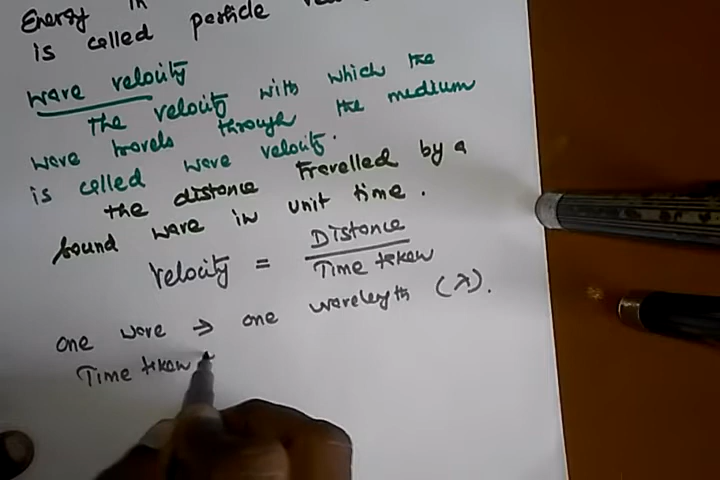 Energy in
is called particle
wave velocity
The velocity with which the
wave travels through the medium
is called wave velocity.
the distance Travelled by a
sound wave in unit time.
Velocity = Distance / Time taken
One wave → one wavelength (λ).
Time taken